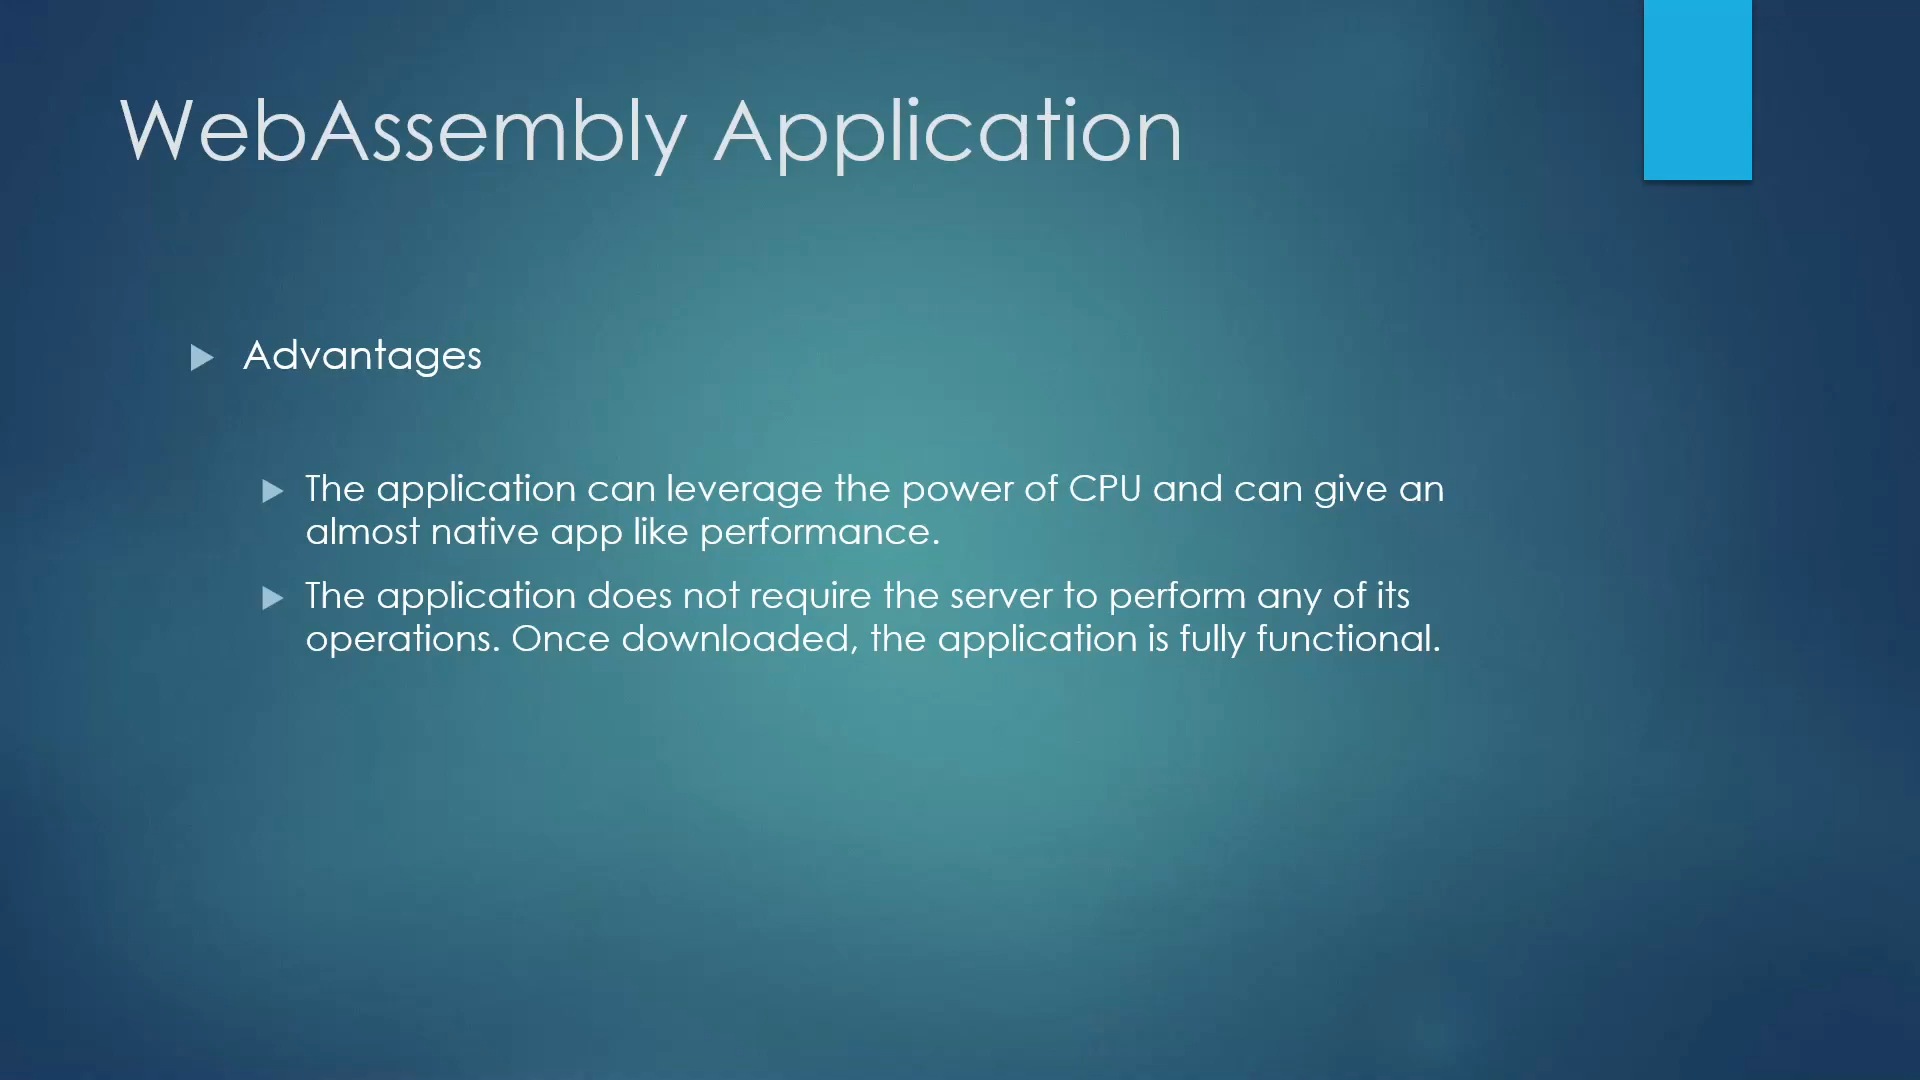 WebAssembly Application
Advantages
The application can leverage the power of CPU and can give an
almost native app like performance.
The application does not require the server to perform any of its
operations. Once downloaded, the application is fully functional.